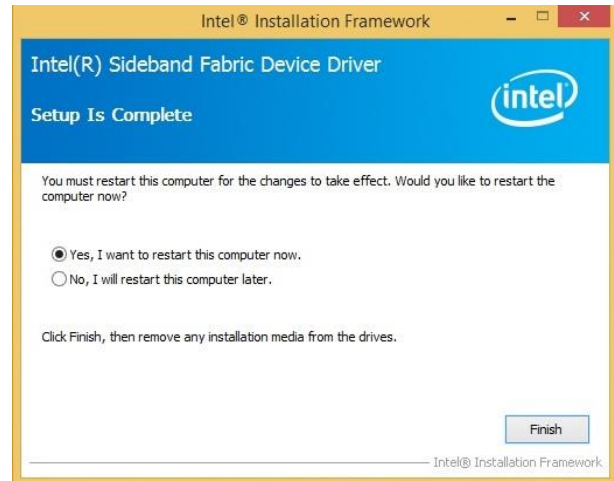 Intel® Installation Framework
Intel(R) Sideband Fabric Device Driver
intel
Setup Is Complete
You must restart this computer for the changes to take effect. Would you like to restart the
computer now?
Yes, I want to restart this computer now.
No, I will restart this computer later.
Click Finish, then remove any installation media from the drives.
Finish
Intel® Installation Framework